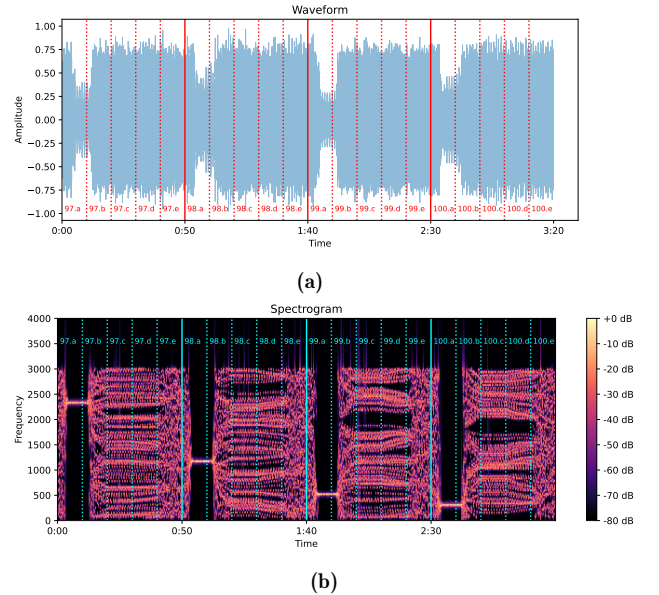 Waveform
1.00
0.75
0.50
0.25
0.00
−0.25
−0.50
−0.75
−1.00
Amplitude
97.a 97.b 97.c 97.d 97.e 98.a 98.b 98.c 98.d 98.e 99.a 99.b 99.c 99.d 99.e 100.a 100.b 100.c 100.d 100.e
0:00 0:50 1:40 2:30 3:20
Time
(a)
Spectrogram
4000
3500
3000
2500
2000
1500
1000
500
0
Frequency
97.a 97.b 97.c 97.d 97.e 98.a 98.b 98.c 98.d 98.e 99.a 99.b 99.c 99.d 99.e 100.a 100.b 100.c 100.d 100.e
0:00 0:50 1:40 2:30
Time
+0 dB
-10 dB
-20 dB
-30 dB
-40 dB
-50 dB
-60 dB
-70 dB
-80 dB
(b)